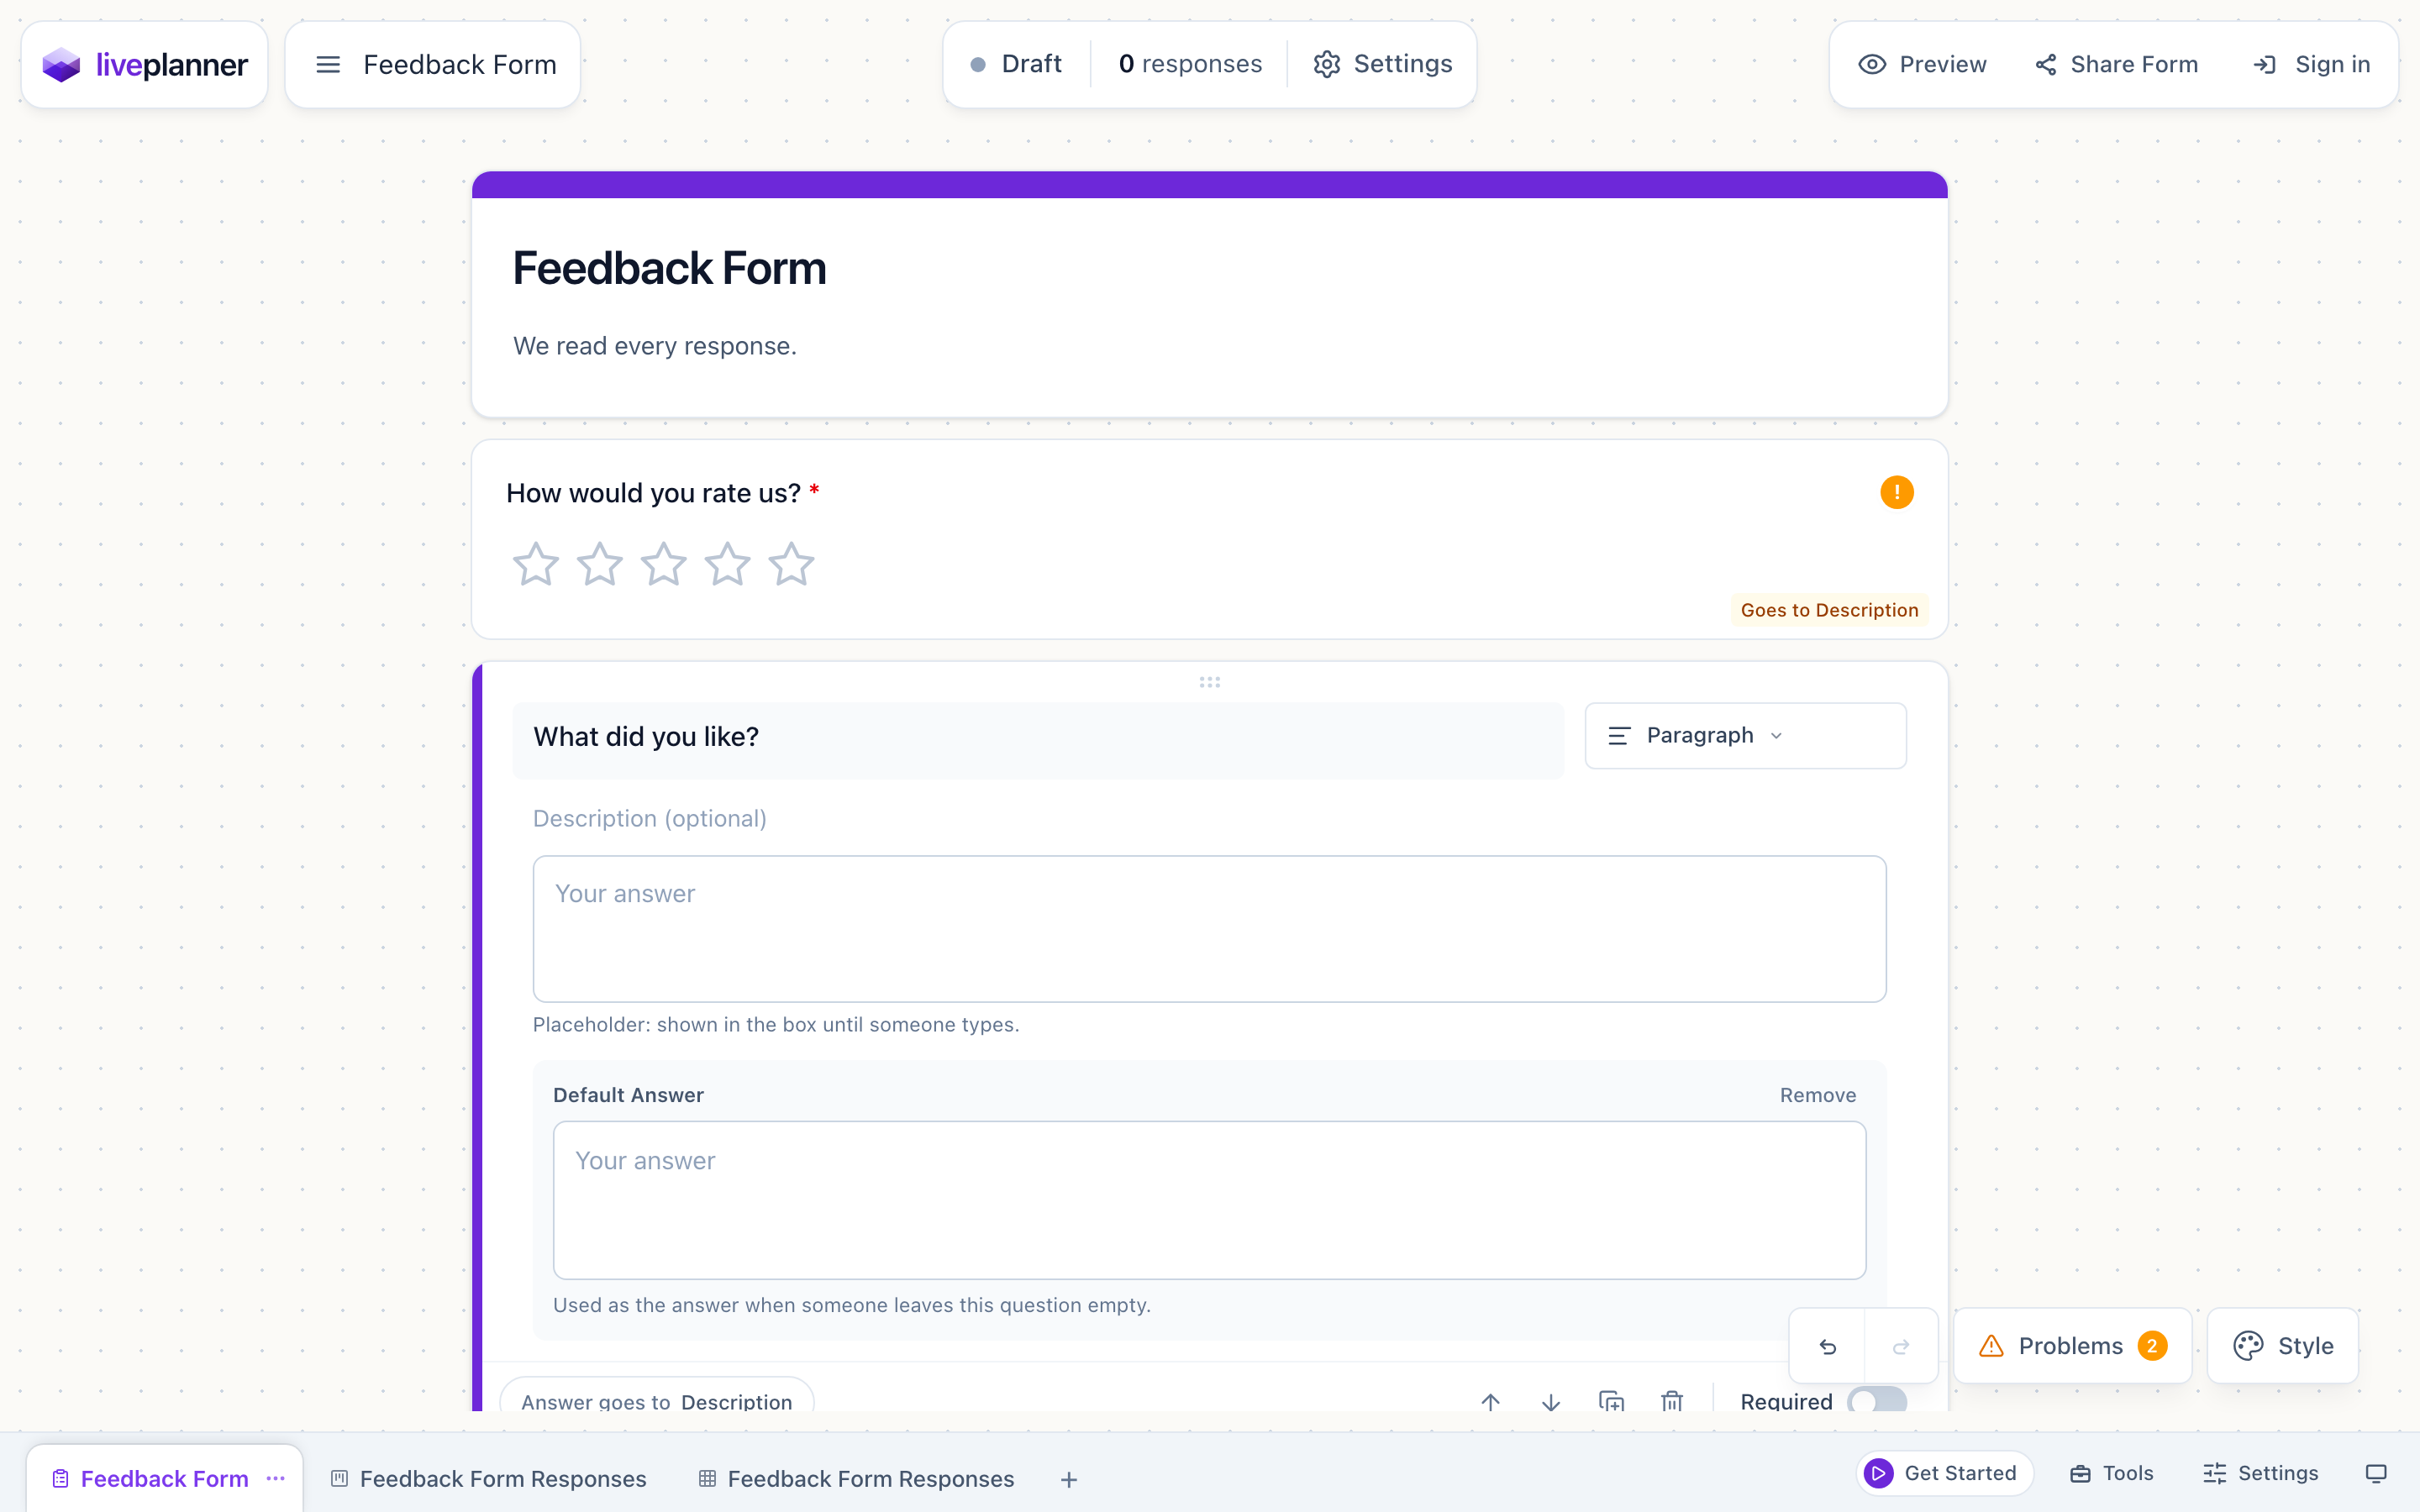 liveplanner
Feedback Form
Draft
0 responses
Settings
Preview
Share Form
Sign in
Feedback Form
We read every response.
How would you rate us? *
!
Goes to Description
What did you like?
Paragraph
Description (optional)
Your answer
Placeholder: shown in the box until someone types.
Default Answer
Remove
Your answer
Used as the answer when someone leaves this question empty.
Problems 2
Style
Answer goes to Description
Required
Feedback Form
Feedback Form Responses
Feedback Form Responses
Get Started
Tools
Settings